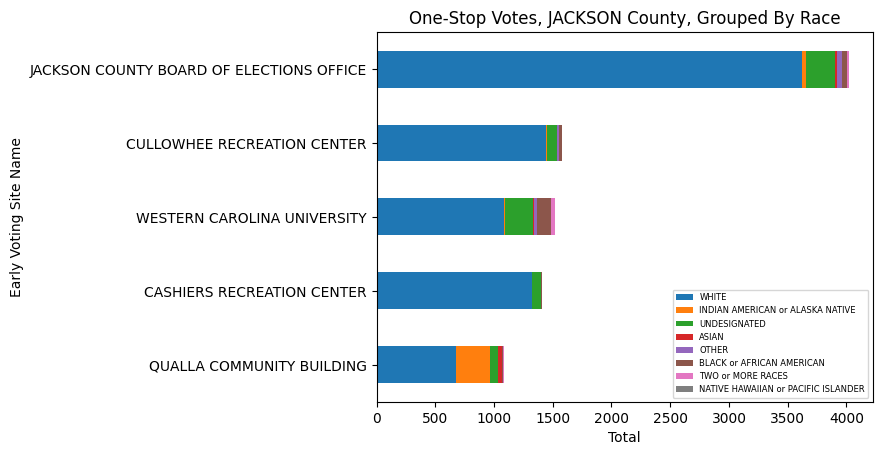 One-Stop Votes, JACKSON County, Grouped By Race
Early Voting Site Name
JACKSON COUNTY BOARD OF ELECTIONS OFFICE
CULLOWHEE RECREATION CENTER
WESTERN CAROLINA UNIVERSITY
CASHIERS RECREATION CENTER
QUALLA COMMUNITY BUILDING
WHITE
INDIAN AMERICAN or ALASKA NATIVE
UNDESIGNATED
ASIAN
OTHER
BLACK or AFRICAN AMERICAN
TWO or MORE RACES
NATIVE HAWAIIAN or PACIFIC ISLANDER
0 500 1000 1500 2000 2500 3000 3500 4000
Total